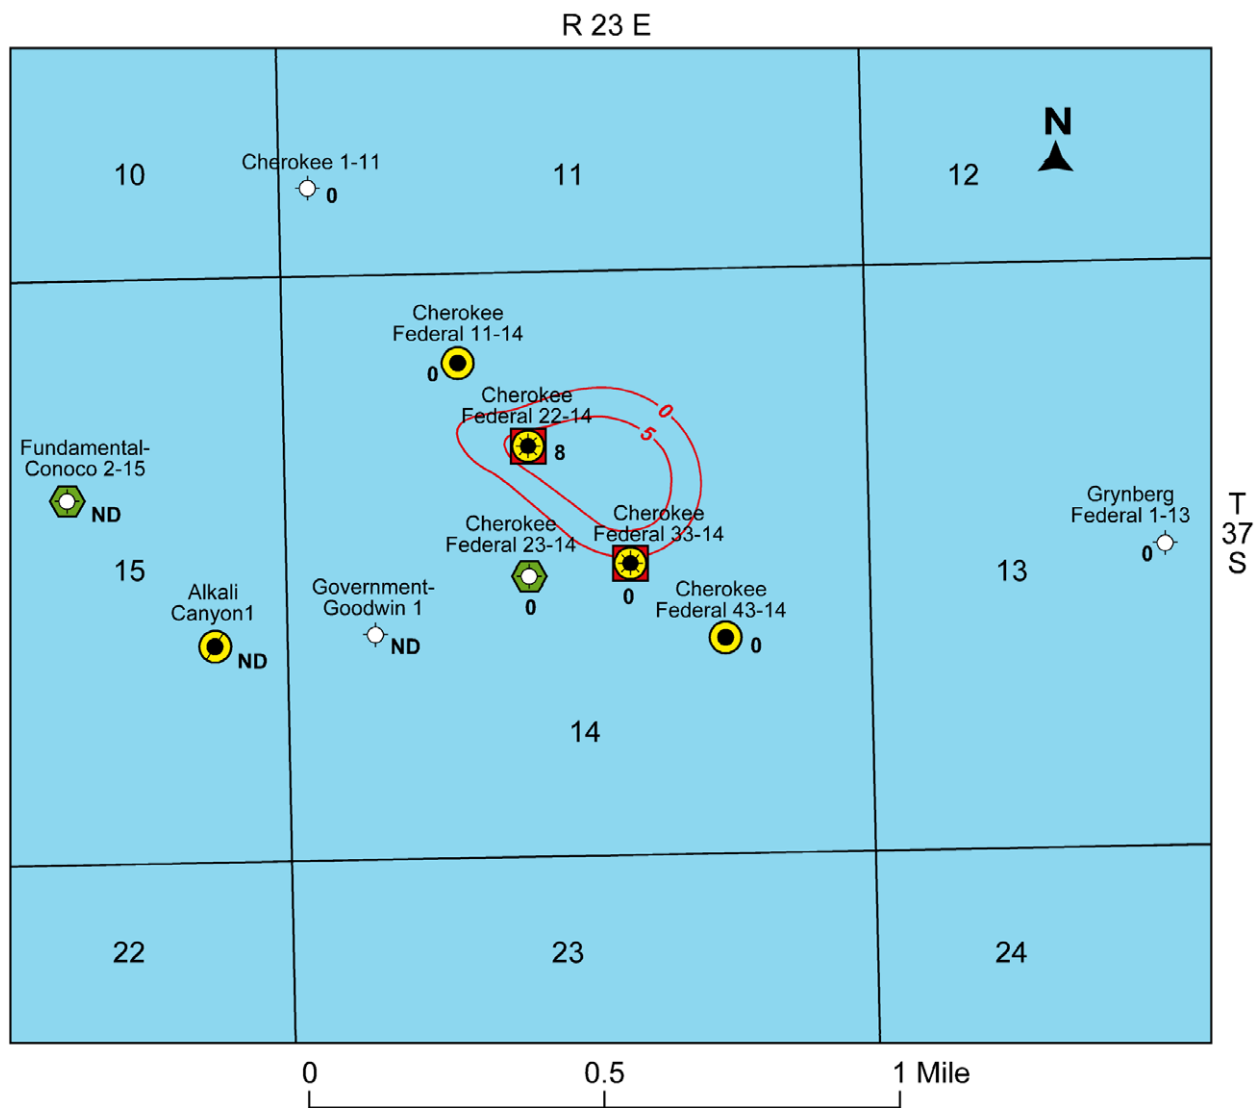 R 23 E
N
10
Cherokee 1-11
0
11
12
Cherokee
Federal 11-14
0
Cherokee
Federal 22-14
8
0
5
Fundamental-
Conoco 2-15
ND
Cherokee
Federal 23-14
0
Cherokee
Federal 33-14
0
Grynberg
Federal 1-13
0
T
37
S
15
13
Alkali
Canyon1
ND
Government-
Goodwin 1
ND
Cherokee
Federal 43-14
0
14
22
23
24
0
0.5
1 Mile